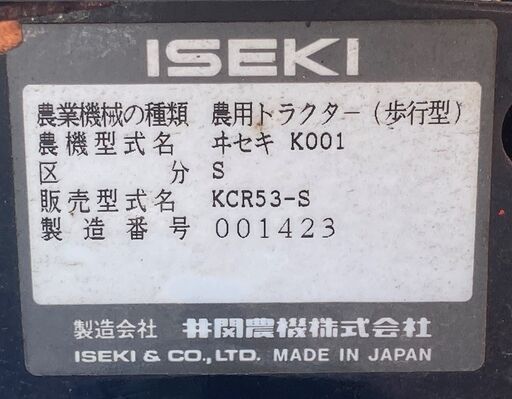 ISEKI
農業機械の種類 農用トラクター(歩行型)
農機型式名 ヰセキ K001
区分 S
販売型式名 KCR53-S
製造番号 001423
製造会社 井関農機株式会社
ISEKI & CO., LTD. MADE IN JAPAN